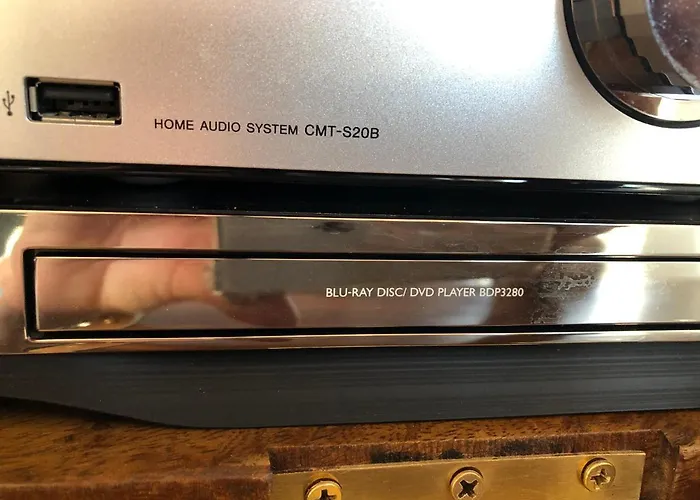 HOME AUDIO SYSTEM CMT-S20B
BLU-RAY DISC/ DVD PLAYER BDP3280